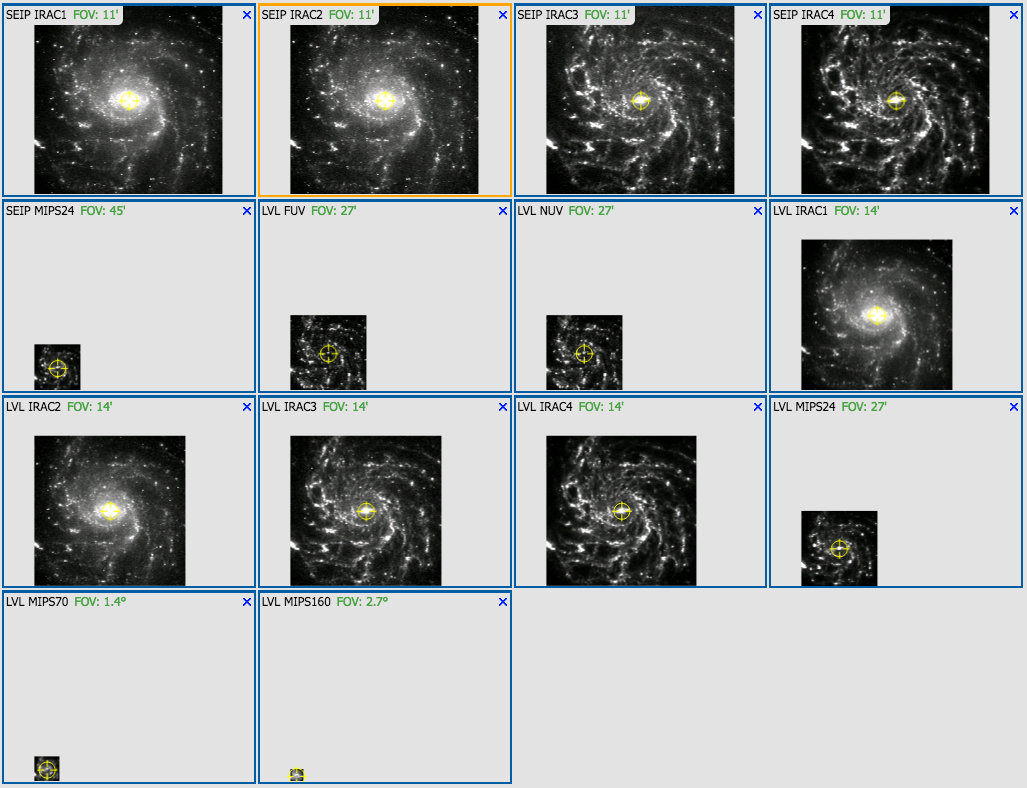 SEIP IRAC1 FOV: 11'
SEIP IRAC2 FOV: 11'
SEIP IRAC3 FOV: 11'
SEIP IRAC4 FOV: 11'
SEIP MIPS24 FOV: 45'
LVL FUV FOV: 27'
LVL NUV FOV: 27'
LVL IRAC1 FOV: 14'
LVL IRAC2 FOV: 14'
LVL IRAC3 FOV: 14'
LVL IRAC4 FOV: 14'
LVL MIPS24 FOV: 27'
LVL MIPS70 FOV: 1.4°
LVL MIPS160 FOV: 2.7°